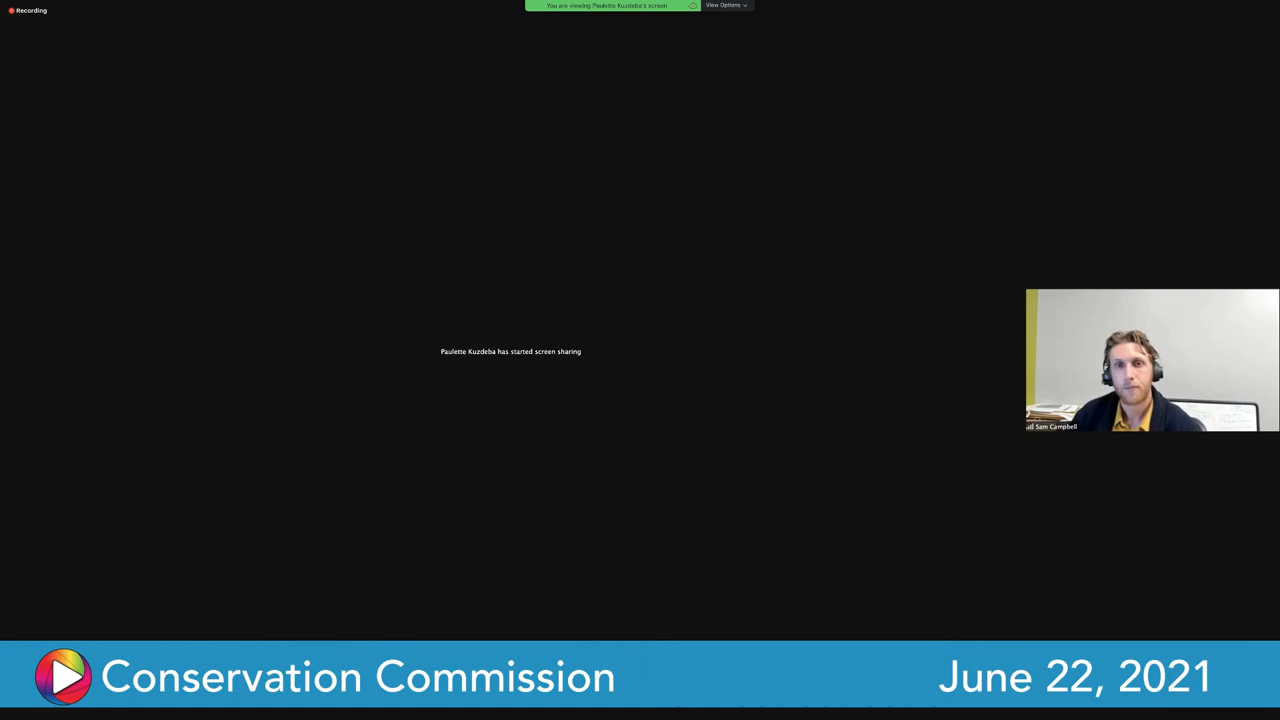 Recording
You are viewing Paulette Kuzdeba's screen
View Options
Paulette Kuzdeba has started screen sharing
Sam Campbell
Conservation Commission
June 22, 2021